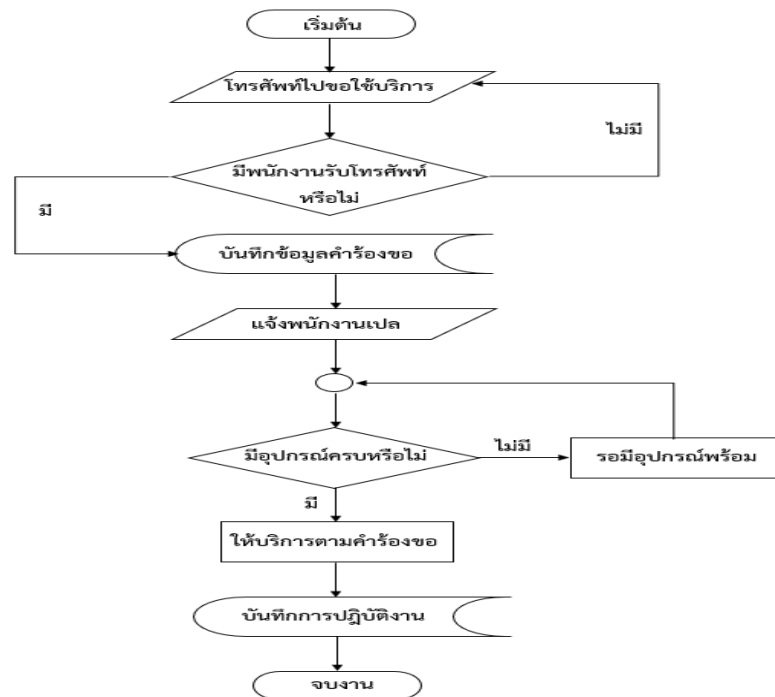 เริ่มต้น
โทรศัพท์ไปขอใช้บริการ
ไม่มี
มีพนักงานรับโทรศัพท์
หรือไม่
มี
บันทึกข้อมูลคำร้องขอ
แจ้งพนักงานเปล
มีอุปกรณ์ครบหรือไม่
ไม่มี
รอมีอุปกรณ์พร้อม
มี
ให้บริการตามคำร้องขอ
บันทึกการปฎิบัติงาน
จบงาน